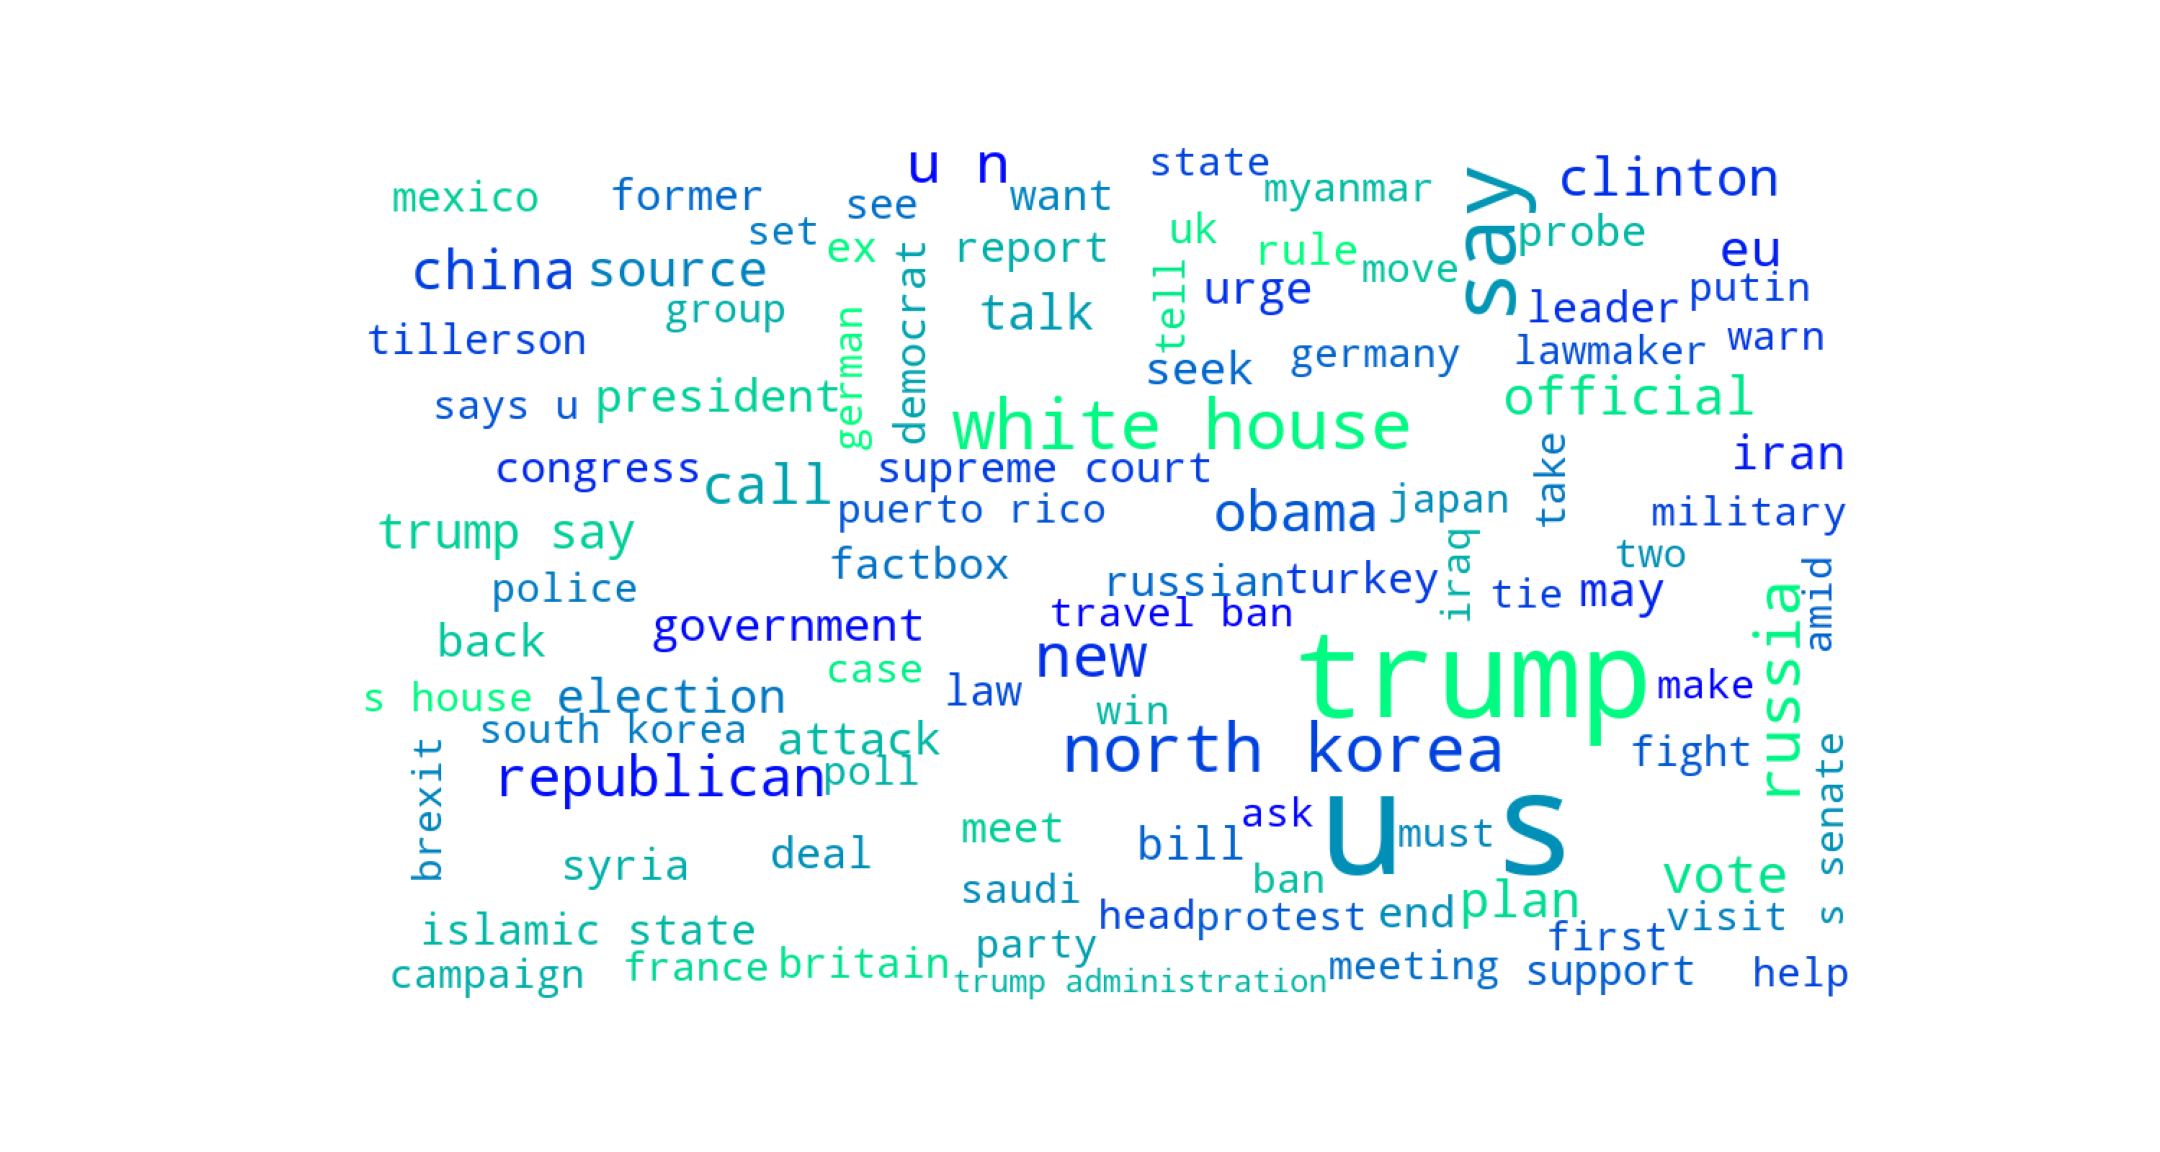 u n
state
clinton
mexico
former
see
want
myanmar
say
set
ex
report
uk
rule
probe
eu
china
source
democrat
tell
urge
move
putin
group
talk
leader
tillerson
german
seek
germany
lawmaker
warn
says u
president
white house
official
congress
call
supreme court
take
iran
puerto rico
obama
japan
military
trump say
factbox
iraq
two
police
russian
turkey
tie
may
amid
government
travel ban
russia
back
case
new
trump
make
s house
election
law
win
south korea
attack
north korea
fight
brexit
republican
poll
s senate
meet
ask
u s
must
syria
deal
bill
saudi
ban
plan
vote
islamic state
party
head
protest
end
first
visit
campaign
france
britain
trump administration
meeting
support
help